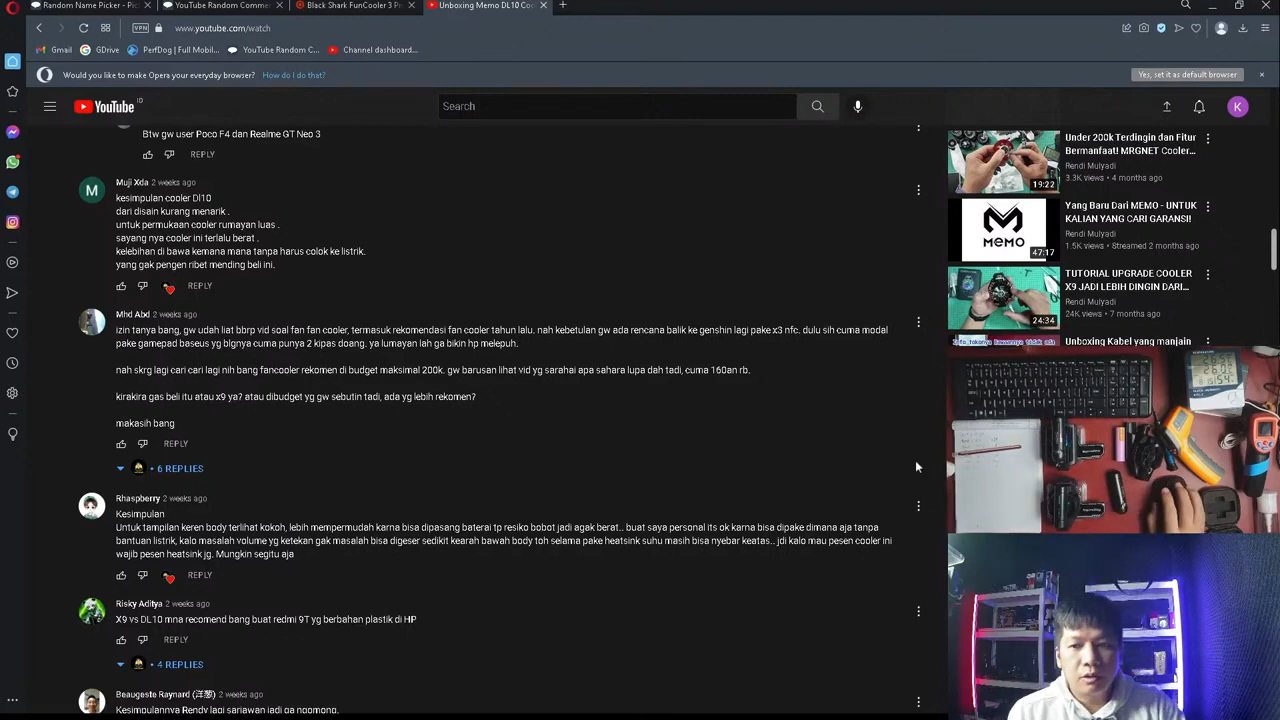 Random Name Picker - Pic
YouTube Random Comme
Black Shark FunCooler 3 P
Unboxing Memo DL10 Coo
VPN
www.youtube.com/watch
Gmail
GDrive
PerfDog | Full Mobil...
YouTube Random C...
Channel dashboard...
Would you like to make Opera your everyday browser?
How do I do that?
Yes, set it as default browser
YouTube
ID
Search
K
Btw gw user Poco F4 dan Realme GT Neo 3
REPLY
M
Muji Xda 2 weeks ago
kesimpulan cooler Dl10
dari disain kurang menarik .
untuk permukaan cooler rumayan luas .
sayang nya cooler ini terlalu berat .
kelebihan di bawa kemana mana tanpa harus colok ke listrik.
yang gak pengen ribet mending beli ini.
REPLY
Mhd Abd 2 weeks ago
izin tanya bang, gw udah liat bbrp vid soal fan fan cooler, termasuk rekomendasi fan cooler tahun lalu. nah kebetulan gw ada rencana balik ke genshin lagi pake x3 nfc. dulu sih cuma modal
pake gamepad baseus yg blgnya cuma punya 2 kipas doang. ya lumayan lah ga bikin hp melepuh.
nah skrg lagi cari cari lagi nih bang fancooler rekomen di budget maksimal 200k. gw barusan lihat vid yg sarahai apa sahara lupa dah tadi, cuma 160an rb.
kirakira gas beli itu atau x9 ya? atau dibudget yg gw sebutin tadi, ada yg lebih rekomen?
makasih bang
REPLY
6 REPLIES
Rhaspberry 2 weeks ago
Kesimpulan
Untuk tampilan keren body terlihat kokoh, lebih mempermudah karna bisa dipasang baterai tp resiko bobot jadi agak berat.. buat saya personal its ok karna bisa dipake dimana aja tanpa
bantuan listrik, kalo masalah volume yg ketekan gak masalah bisa digeser sedikit kearah bawah body toh selama pake heatsink suhu masih bisa nyebar keatas.. jdi kalo mau pesen cooler ini
wajib pesen heatsink jg. Mungkin segitu aja
REPLY
Risky Aditya 2 weeks ago
X9 vs DL10 mna recomend bang buat redmi 9T yg berbahan plastik di HP
REPLY
4 REPLIES
Beaugeste Raynard (洋葱) 2 weeks ago
Kesimpulannya Rendy lagi sariawan jadi ga ngomong.
19:22
Under 200k Terdingin dan Fitur
Bermanfaat! MRGNET Cooler...
Rendi Mulyadi
3.3K views • 4 months ago
MEMO
47:17
Yang Baru Dari MEMO - UNTUK
KALIAN YANG CARI GARANSI!
Rendi Mulyadi
1.5K views • Streamed 2 months ago
24:34
TUTORIAL UPGRADE COOLER
X9 JADI LEBIH DINGIN DARI...
Rendi Mulyadi
24K views • 7 months ago
Unboxing Kabel yang manjain